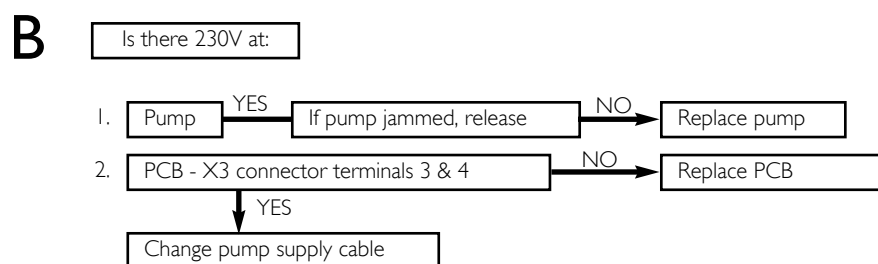 B
Is there 230V at:
1. Pump YES If pump jammed, release NO Replace pump
2. PCB - X3 connector terminals 3 & 4 NO Replace PCB
YES
Change pump supply cable